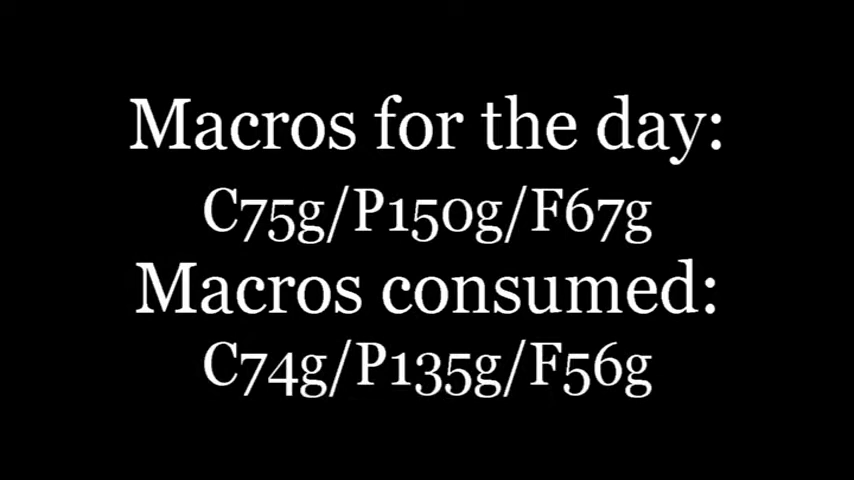 Macros for the day:
C75g/P150g/F67g
Macros consumed:
C74g/P135g/F56g